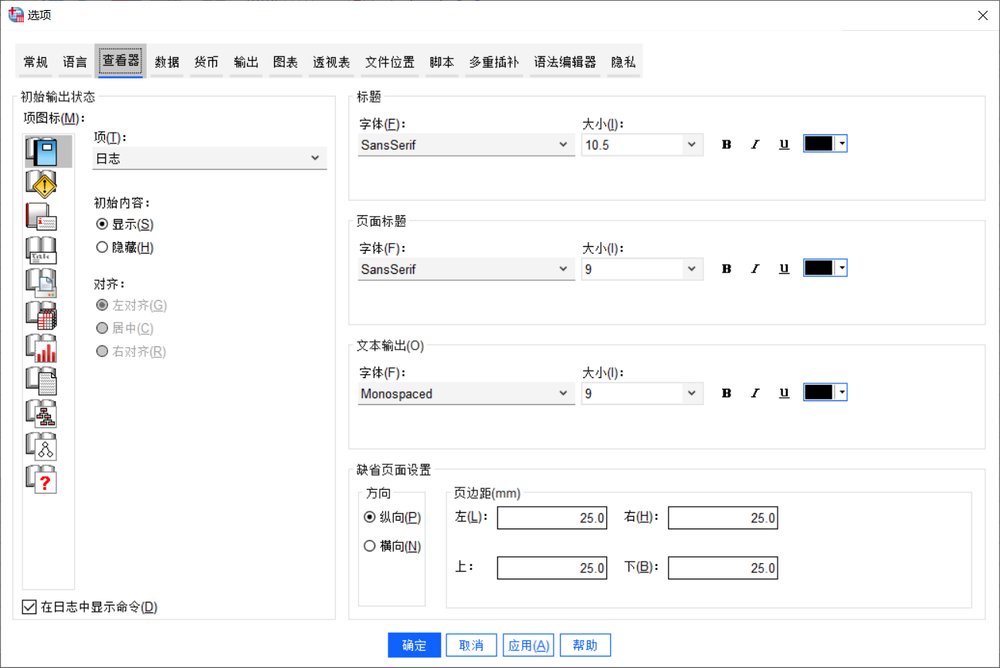 选项
常规 语言 查看器 数据 货币 输出 图表 透视表 文件位置 脚本 多重插补 语法编辑器 隐私
初始输出状态
项图标(M):
项(T):
日志
初始内容:
显示(S)
隐藏(H)
对齐:
左对齐(G)
居中(C)
右对齐(R)
在日志中显示命令(D)
标题
字体(F): 大小(I):
SansSerif 10.5 B I U
页面标题
字体(F): 大小(I):
SansSerif 9 B I U
文本输出(O)
字体(F): 大小(I):
Monospaced 9 B I U
缺省页面设置
方向 页边距(mm)
纵向(P) 左(L): 25.0 右(H): 25.0
横向(N)
上: 25.0 下(B): 25.0
确定 取消 应用(A) 帮助